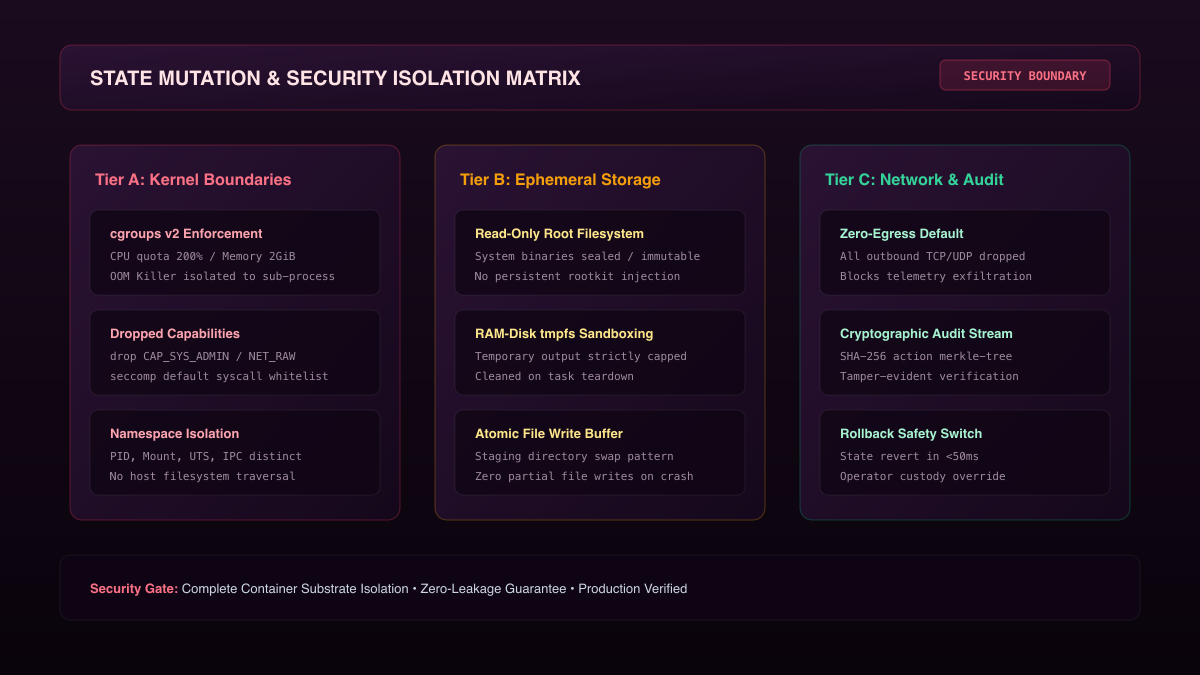 STATE MUTATION & SECURITY ISOLATION MATRIX
SECURITY BOUNDARY
Tier A: Kernel Boundaries
cgroups v2 Enforcement
CPU quota 200% / Memory 2GiB
OOM Killer isolated to sub-process
Dropped Capabilities
drop CAP_SYS_ADMIN / NET_RAW
seccomp default syscall whitelist
Namespace Isolation
PID, Mount, UTS, IPC distinct
No host filesystem traversal
Tier B: Ephemeral Storage
Read-Only Root Filesystem
System binaries sealed / immutable
No persistent rootkit injection
RAM-Disk tmpfs Sandboxing
Temporary output strictly capped
Cleaned on task teardown
Atomic File Write Buffer
Staging directory swap pattern
Zero partial file writes on crash
Tier C: Network & Audit
Zero-Egress Default
All outbound TCP/UDP dropped
Blocks telemetry exfiltration
Cryptographic Audit Stream
SHA-256 action merkle-tree
Tamper-evident verification
Rollback Safety Switch
State revert in <50ms
Operator custody override
Security Gate: Complete Container Substrate Isolation • Zero-Leakage Guarantee • Production Verified